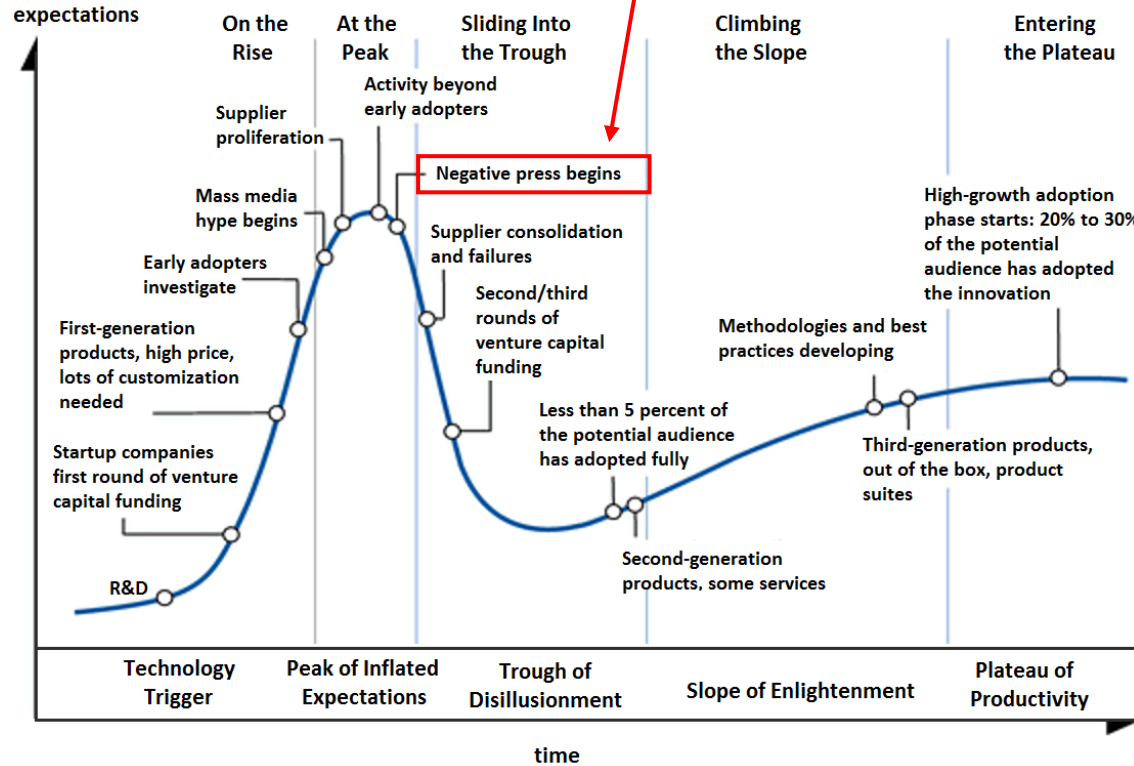 expectations
On the
Rise
At the
Peak
Sliding Into
the Trough
Climbing
the Slope
Entering
the Plateau
Activity beyond
early adopters
Supplier
proliferation
Negative press begins
Mass media
hype begins
High-growth adoption
phase starts: 20% to 30%
of the potential
audience has adopted
the innovation
Supplier consolidation
and failures
Early adopters
investigate
Second/third
rounds of
venture capital
funding
First-generation
products, high price,
lots of customization
needed
Methodologies and best
practices developing
Less than 5 percent of
the potential audience
has adopted fully
Third-generation products,
out of the box, product
suites
Startup companies
first round of venture
capital funding
Second-generation
products, some services
R&D
Technology
Trigger
Peak of Inflated
Expectations
Trough of
Disillusionment
Slope of Enlightenment
Plateau of
Productivity
time